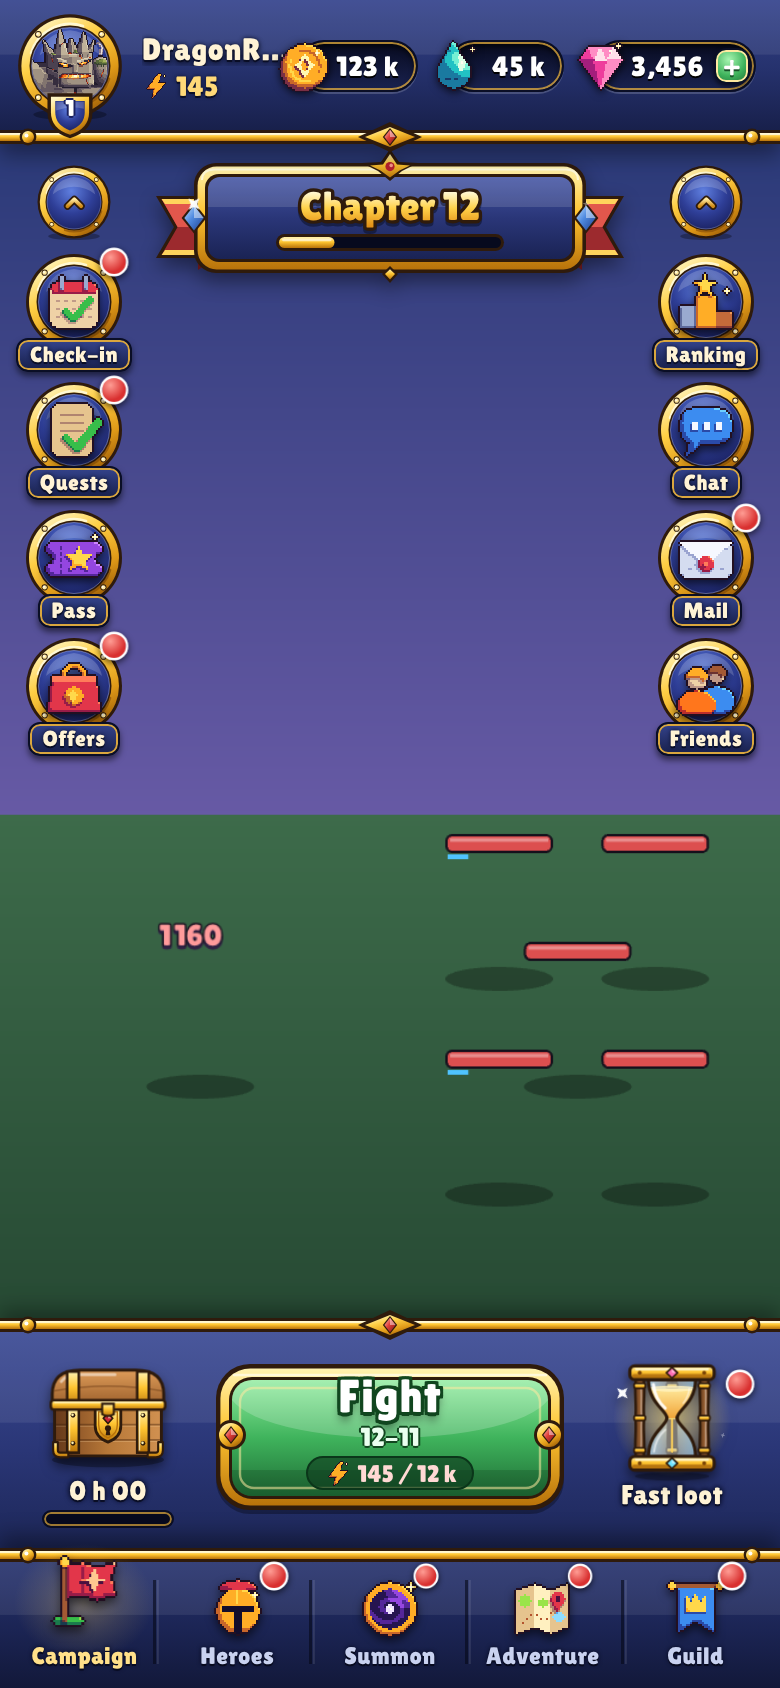 DragonR...
145
1
123 k
45 k
3,456
+
Chapter 12
Check-in
Quests
Pass
Offers
Ranking
Chat
Mail
Friends
1160
0 h 00
Fight
12-11
145 / 12 k
Fast loot
Campaign
Heroes
Summon
Adventure
Guild